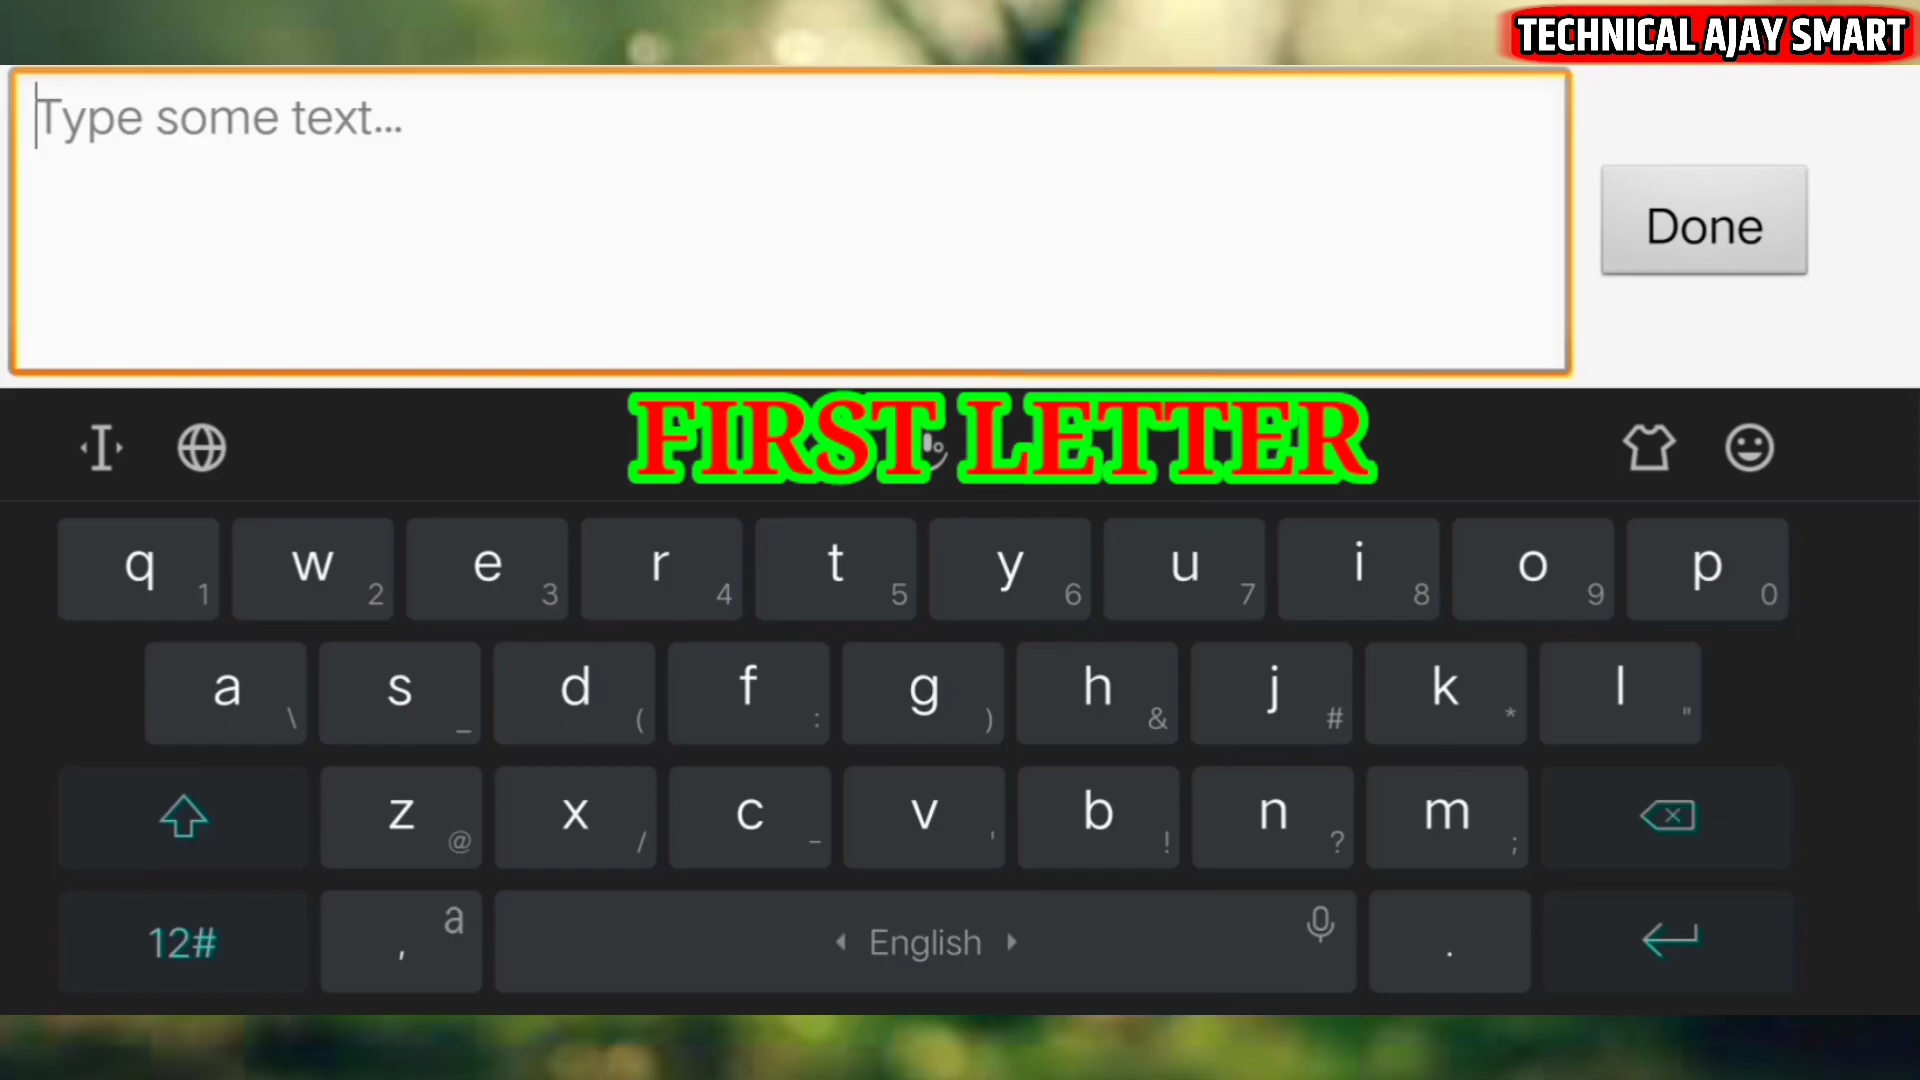 TECHNICAL AJAY SMART
Type some text...
Done
FIRST LETTER
q 1 w 2 e 3 r 4 t 5 y 6 u 7 i 8 o 9 p 0
a \ s _ d ( f : g ) h & j # k * l "
z @ x / c - v ' b ! n ? m ;
12# , a English .